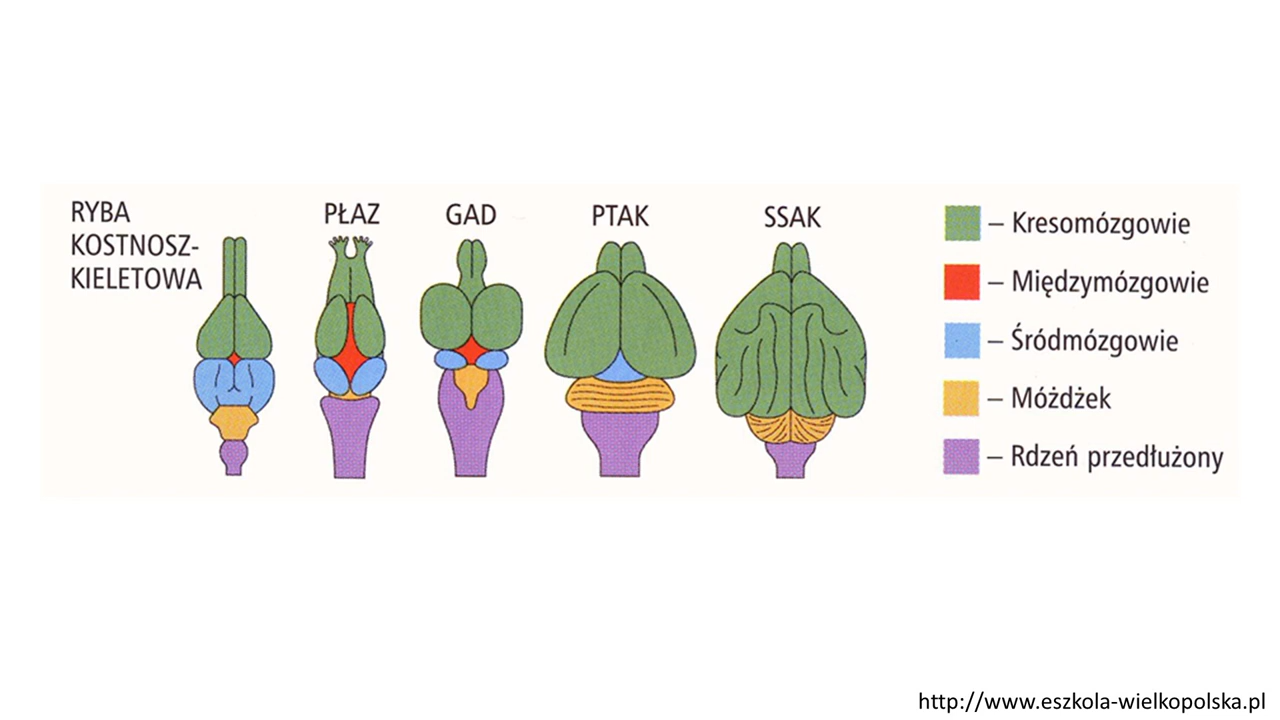 RYBA
KOSTNOSZ-
KIELETOWA
PŁAZ
GAD
PTAK
SSAK
– Kresomózgowie
– Międzymózgowie
– Śródmózgowie
– Móżdżek
– Rdzeń przedłużony
http://www.eszkola-wielkopolska.pl